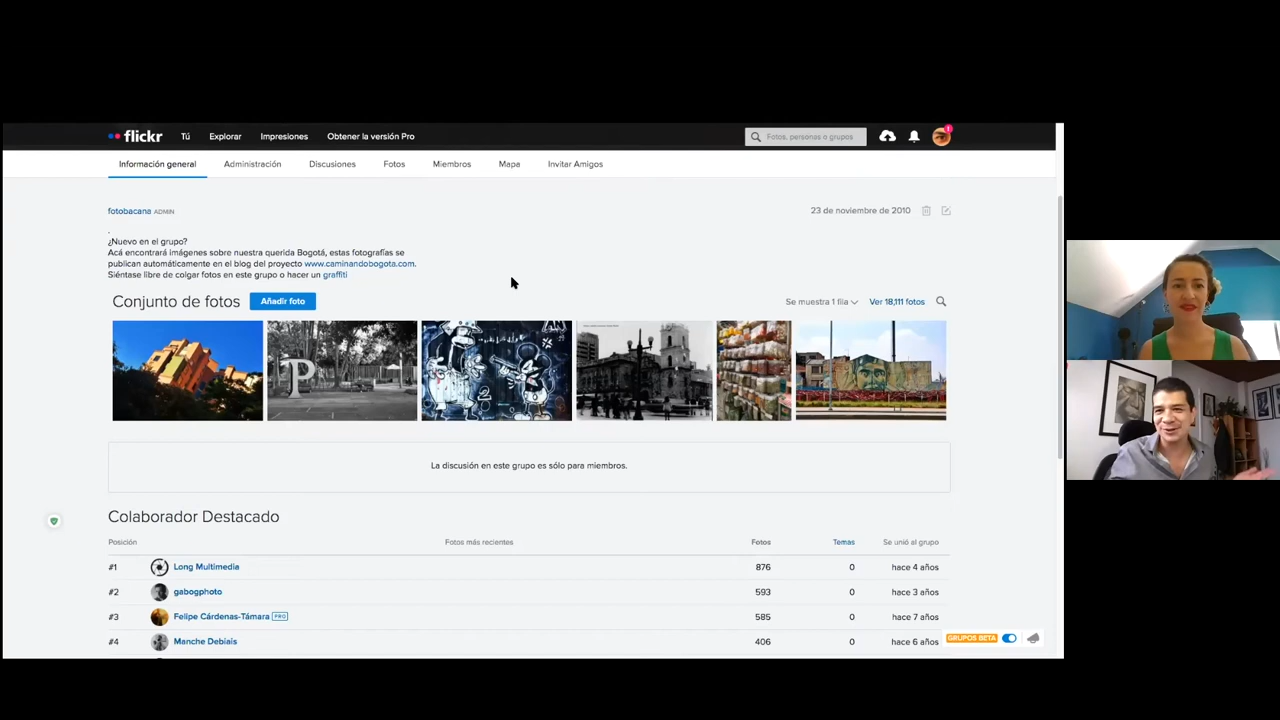 flickr Tú Explorar Impresiones Obtener la versión Pro Fotos, personas o grupos
Información general Administración Discusiones Fotos Miembros Mapa Invitar Amigos
fotobacana ADMIN 23 de noviembre de 2010
.
¿Nuevo en el grupo?
Acá encontrará imágenes sobre nuestra querida Bogotá, estas fotografías se
publican automáticamente en el blog del proyecto www.caminandobogota.com.
Siéntase libre de colgar fotos en este grupo o hacer un graffiti
Conjunto de fotos Añadir foto Se muestra 1 fila Ver 18,111 fotos
P
La discusión en este grupo es sólo para miembros.
Colaborador Destacado
Posición Fotos más recientes Fotos Temas Se unió al grupo
#1 Long Multimedia 876 0 hace 4 años
#2 gabogphoto 593 0 hace 3 años
#3 Felipe Cárdenas-Támara PRO 585 0 hace 7 años
#4 Manche Debiais 406 0 hace 6 años
GRUPOS BETA